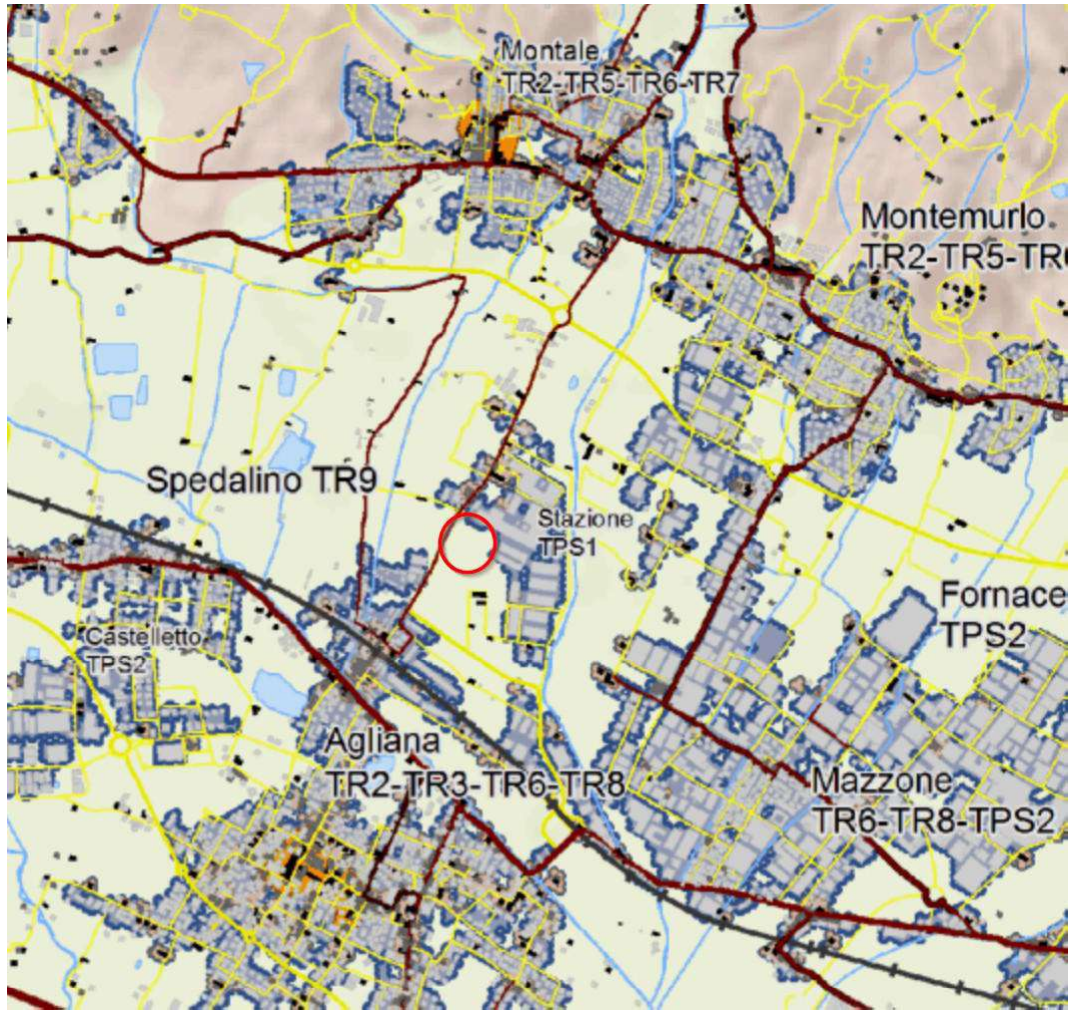 Montale
TR2-TR5-TR6-TR7
Montemurlo
TR2-TR5-TR6
Spedalino TR9
Stazione
TPS1
Fornace
TPS2
Castelletto
TPS2
Agliana
TR2-TR3-TR6-TR8
Mazzone
TR6-TR8-TPS2